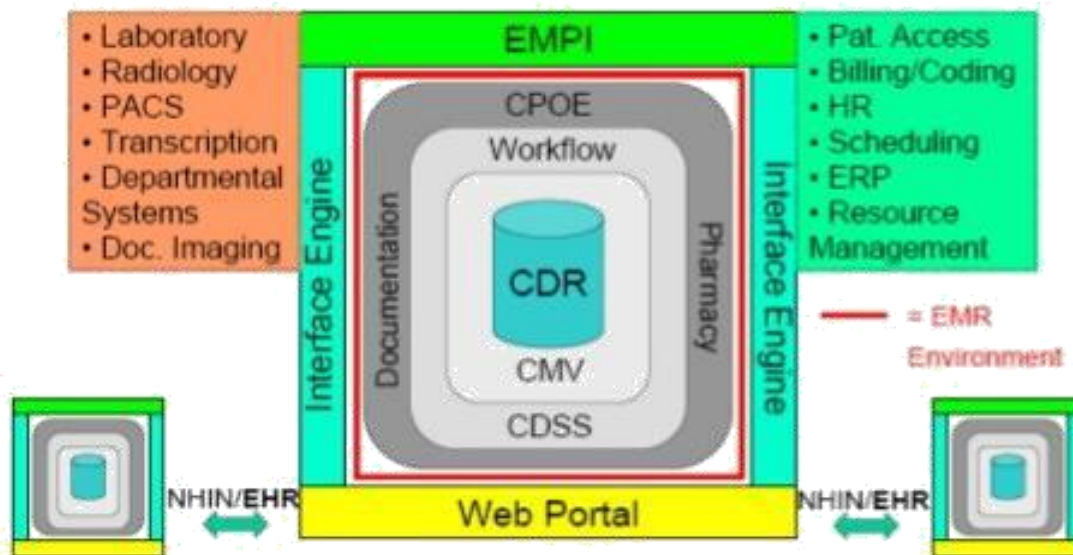 • Laboratory
• Radiology
• PACS
• Transcription
• Departmental
Systems
• Doc. Imaging
EMPI
• Pat. Access
• Billing/Coding
• HR
• Scheduling
• ERP
• Resource
Management
Interface Engine
CPOE
Workflow
Documentation
CDR
Pharmacy
CMV
CDSS
Interface Engine
= EMR
Environment
NHIN/EHR
Web Portal
NHIN/EHR